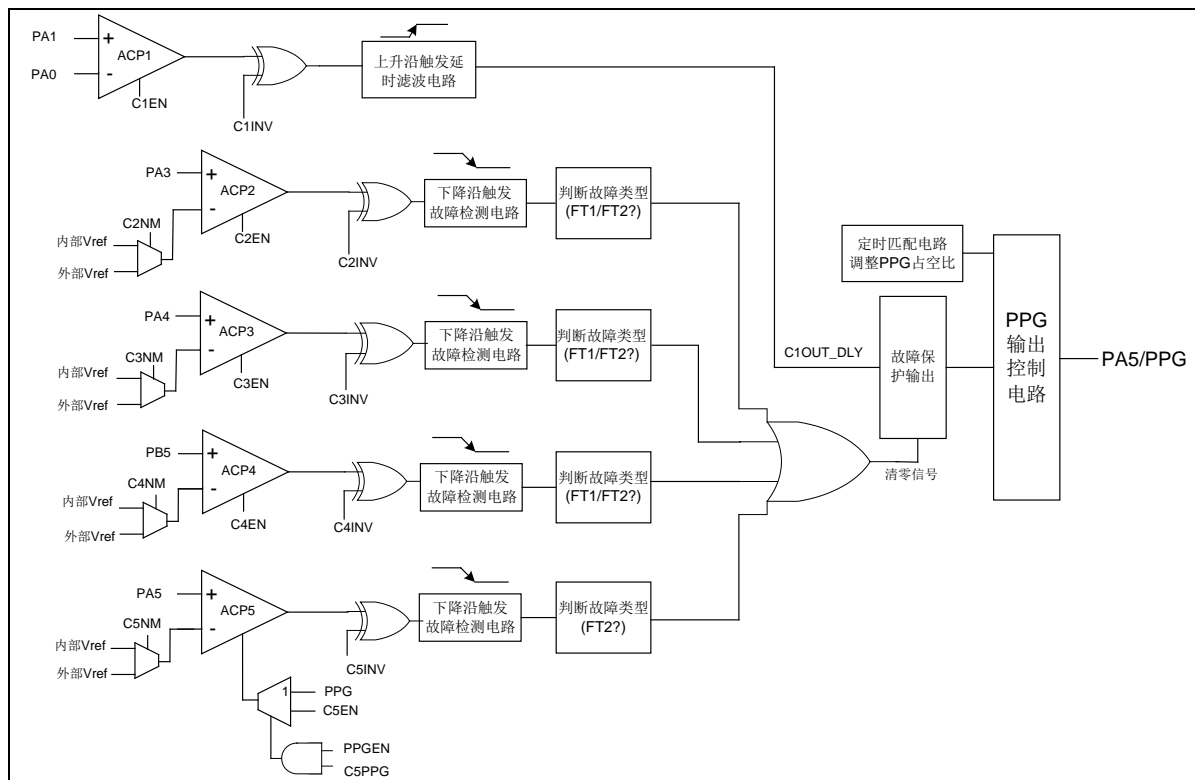 PA1
+
ACP1
PA0
-
C1EN
C1INV
上升沿触发延
时滤波电路
PA3
+
ACP2
-
C2NM
内部Vref
外部Vref
C2EN
C2INV
下降沿触发
故障检测电路
判断故障类型
(FT1/FT2?)
PA4
+
ACP3
-
C3NM
内部Vref
外部Vref
C3EN
C3INV
下降沿触发
故障检测电路
判断故障类型
(FT1/FT2?)
PB5
+
ACP4
-
C4NM
内部Vref
外部Vref
C4EN
C4INV
下降沿触发
故障检测电路
判断故障类型
(FT1/FT2?)
PA5
+
ACP5
-
C5NM
内部Vref
外部Vref
C5INV
下降沿触发
故障检测电路
判断故障类型
(FT2?)
1
PPG
C5EN
PPGEN
C5PPG
定时匹配电路
调整PPG占空比
C1OUT_DLY
故障保
护输出
清零信号
PPG
输出
控制
电路
PA5/PPG